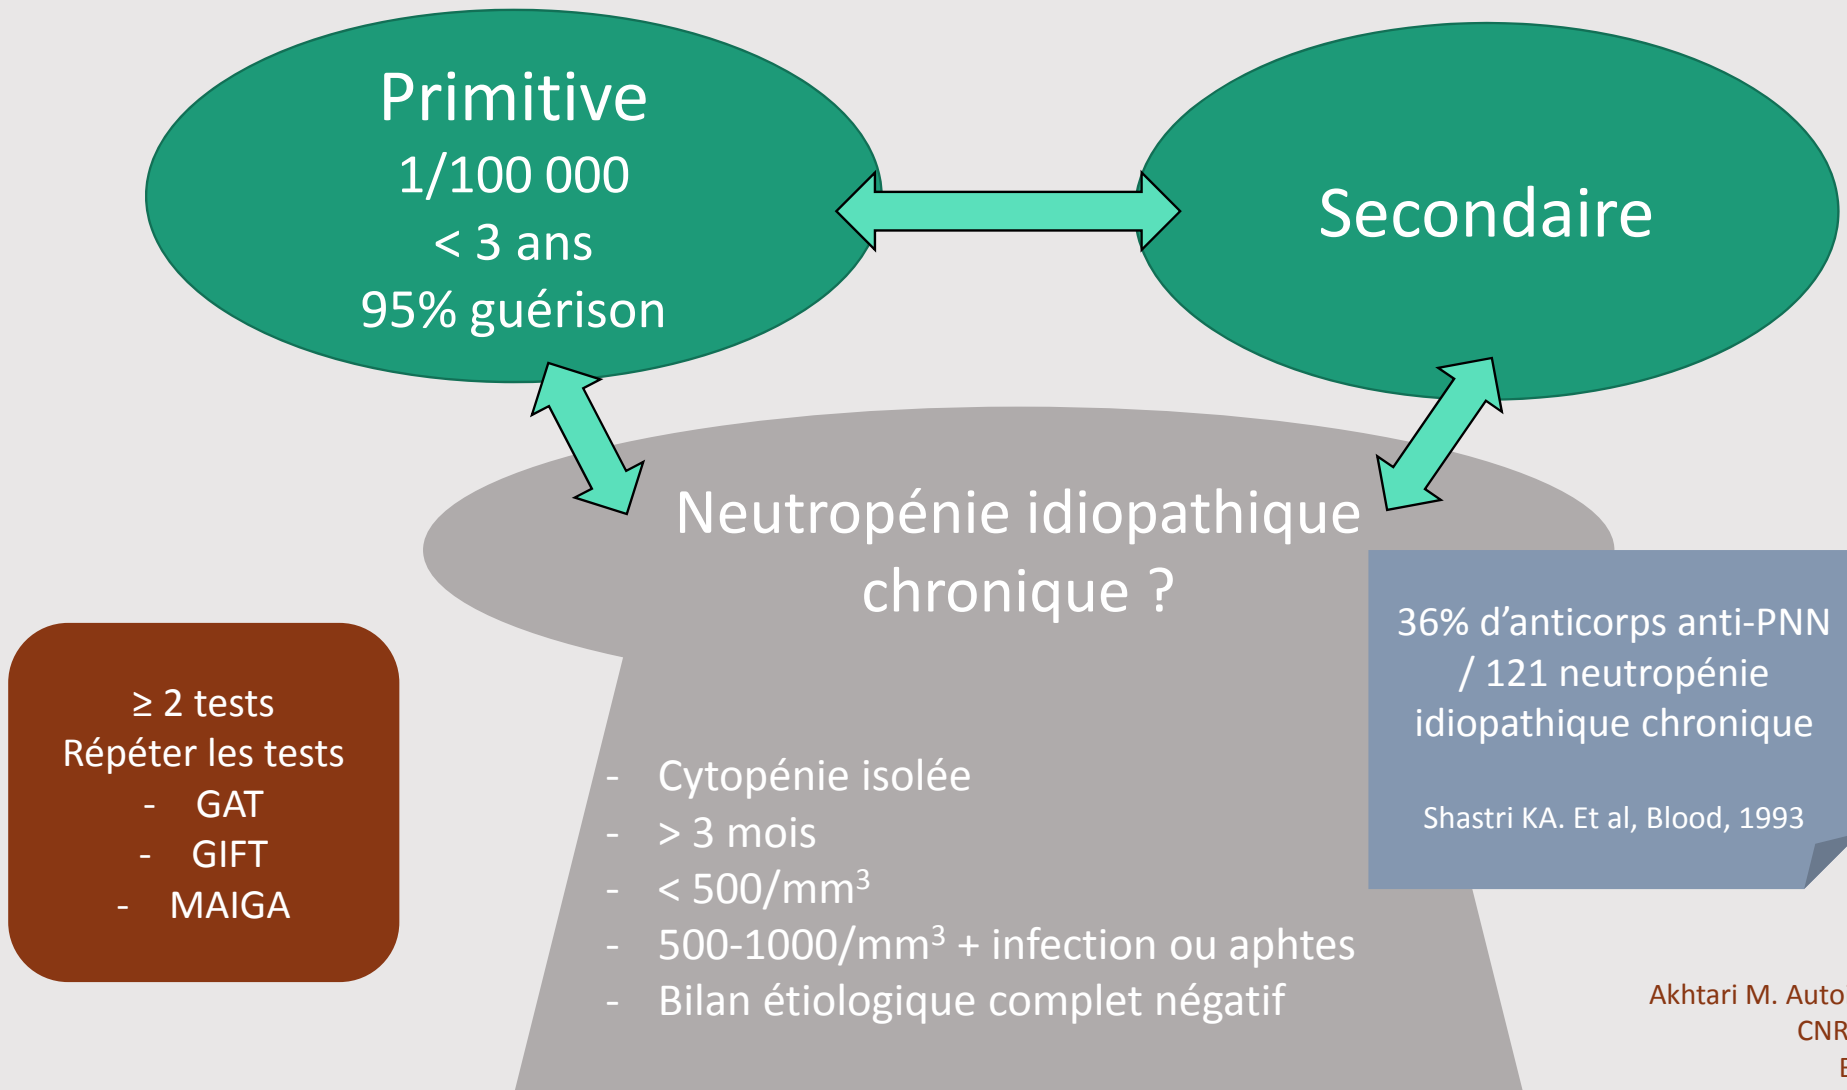 Primitive
1/100 000
< 3 ans
95% guérison
Secondaire
Neutropénie idiopathique
chronique ?
≥ 2 tests
Répéter les tests
- GAT
- GIFT
- MAIGA
- Cytopénie isolée
- > 3 mois
- < 500/mm³
- 500-1000/mm³ + infection ou aphtes
- Bilan étiologique complet négatif
36% d’anticorps anti-PNN
/ 121 neutropénie
idiopathique chronique
Shastri KA. Et al, Blood, 1993
Akhtari M. Auto
CNR